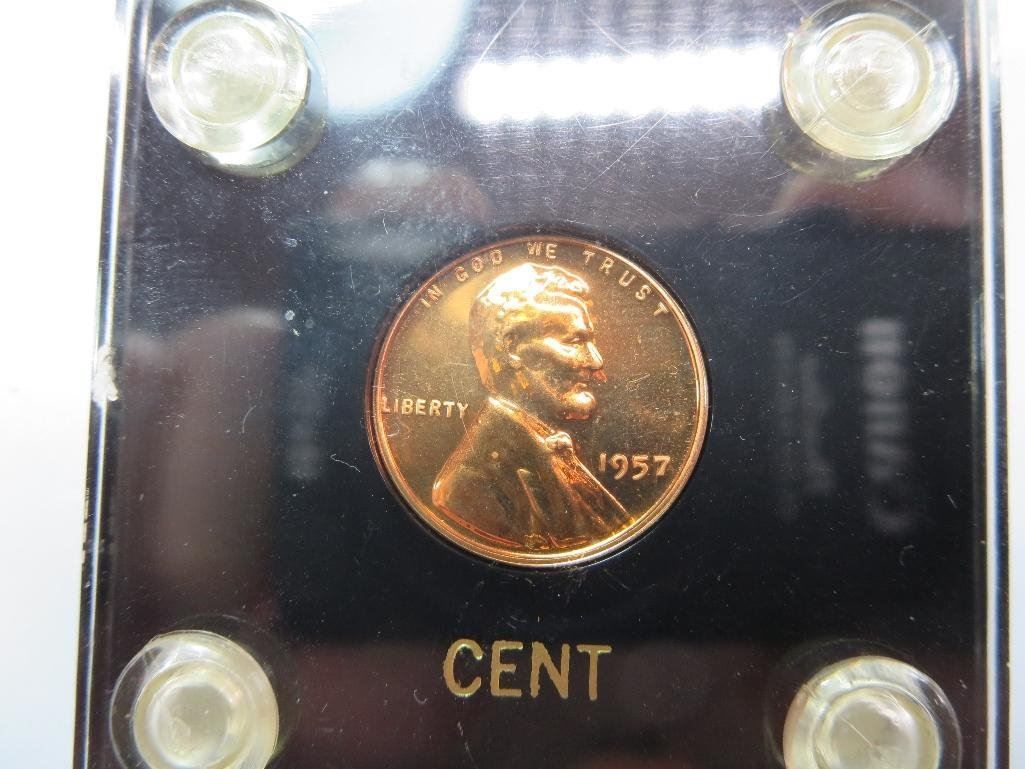 IN GOD WE TRUST
LIBERTY
1957
CENT